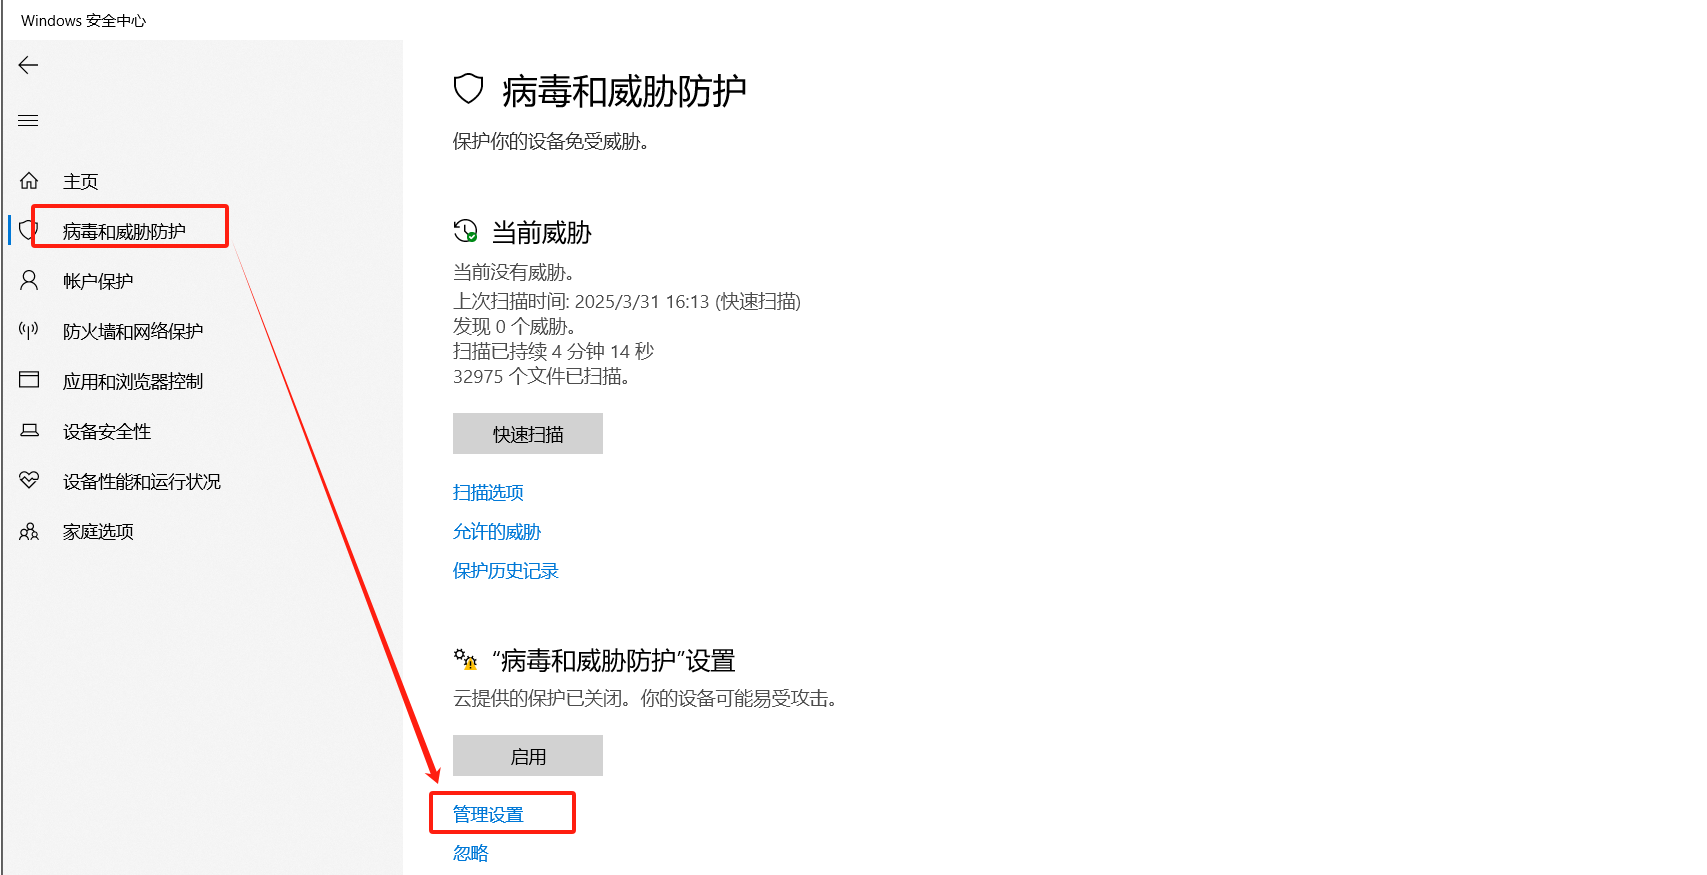 Windows 安全中心
主页
病毒和威胁防护
帐户保护
防火墙和网络保护
应用和浏览器控制
设备安全性
设备性能和运行状况
家庭选项
病毒和威胁防护
保护你的设备免受威胁。
当前威胁
当前没有威胁。
上次扫描时间: 2025/3/31 16:13 (快速扫描)
发现 0 个威胁。
扫描已持续 4 分钟 14 秒
32975 个文件已扫描。
快速扫描
扫描选项
允许的威胁
保护历史记录
“病毒和威胁防护”设置
云提供的保护已关闭。你的设备可能易受攻击。
启用
管理设置
忽略